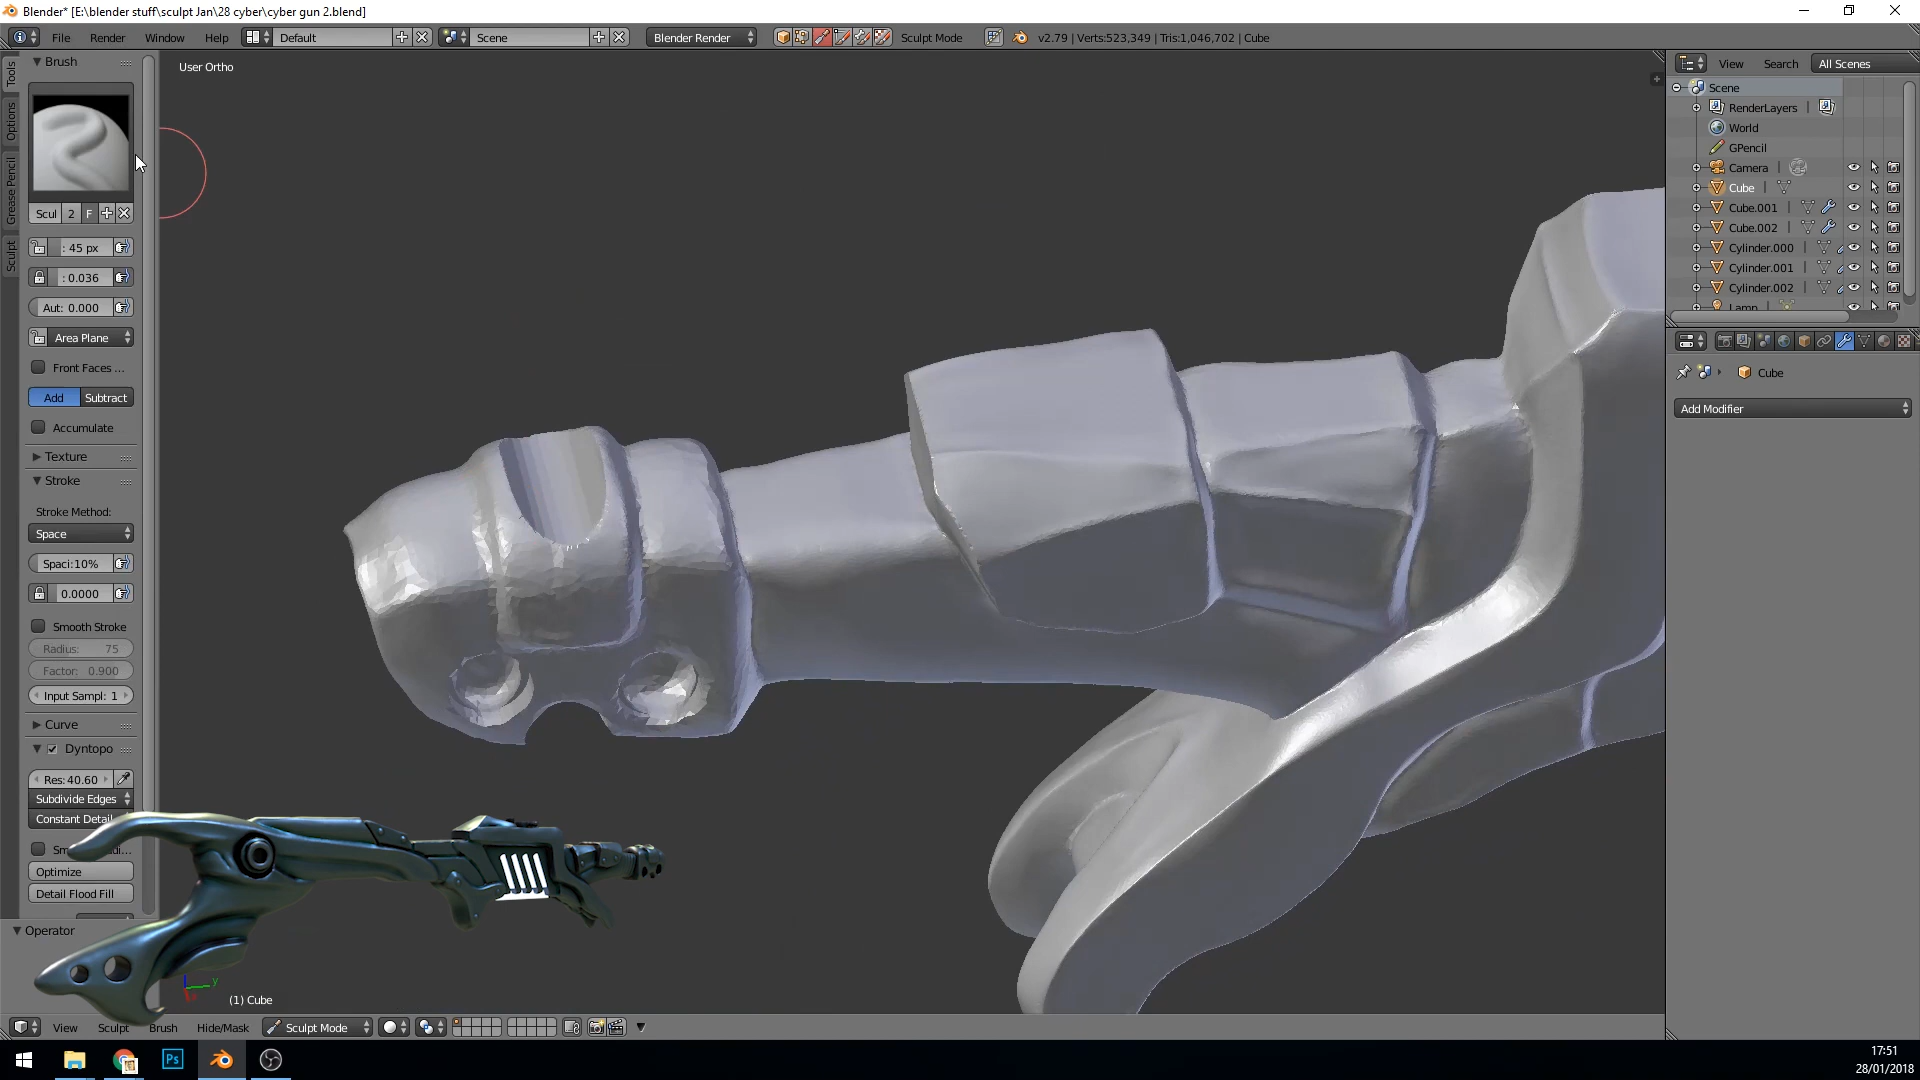 Blender* [E:\blender stuff\sculpt Jan\28 cyber\cyber gun 2.blend]
File Render Window Help Default Scene Blender Render Sculpt Mode v2.79 | Verts:523,349 | Tris:1,046,702 | Cube
Tools
Options
Grease Pencil
Sculpt
Brush
User Ortho
Scul 2 F
: 45 px
: 0.036
Aut: 0.000
Area Plane
Front Faces ...
Add Subtract
Accumulate
Texture
Stroke
Stroke Method:
Space
Spaci:10%
0.0000
Smooth Stroke
Radius: 75
Factor: 0.900
Input Sampl: 1
Curve
Dyntopo
Res:40.60
Subdivide Edges
Constant Detail
Optimize
Detail Flood Fill
Operator
y
(1) Cube
View Sculpt Brush Hide/Mask Sculpt Mode
View Search All Scenes
Scene
RenderLayers
World
GPencil
Camera
Cube
Cube.001
Cube.002
Cylinder.000
Cylinder.001
Cylinder.002
Lamp
Cube
Add Modifier
Ps
17:51
28/01/2018